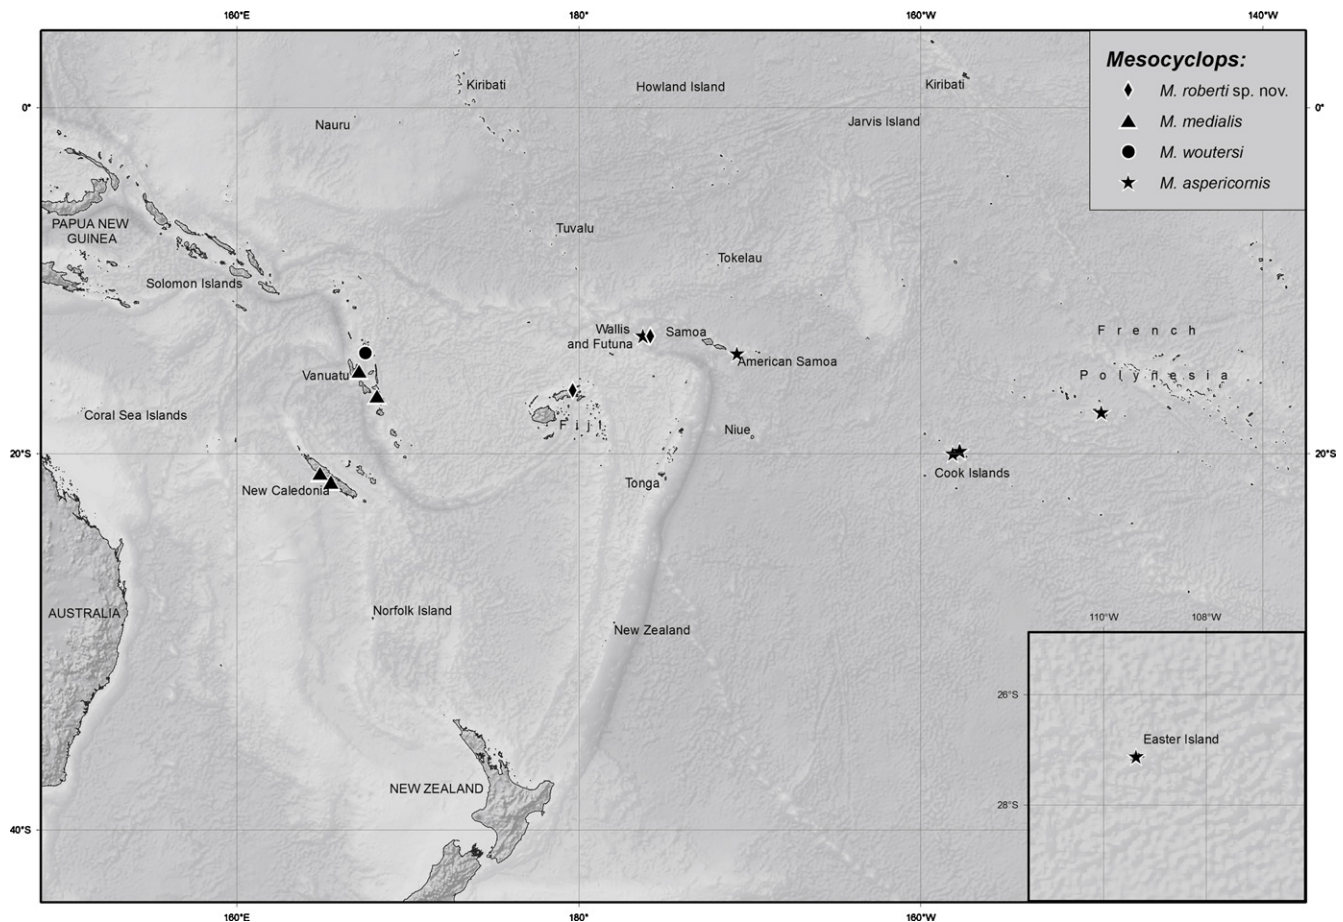 160°E
180°
160°W
140°W
Mesocyclops:
M. roberti sp. nov.
M. medialis
M. woutersi
M. aspericornis
Kiribati
Howland Island
Kiribati
0°
0°
Nauru
Jarvis Island
PAPUA NEW
GUINEA
Tuvalu
Solomon Islands
Tokelau
Wallis
and Futuna
Samoa
American Samoa
French
Polynesia
Vanuatu
Coral Sea Islands
Fiji
Niue
20°S
20°S
Cook Islands
New Caledonia
Tonga
AUSTRALIA
Norfolk Island
New Zealand
110°W
108°W
26°S
Easter Island
NEW ZEALAND
28°S
40°S
40°S
160°E
180°
160°W
140°W